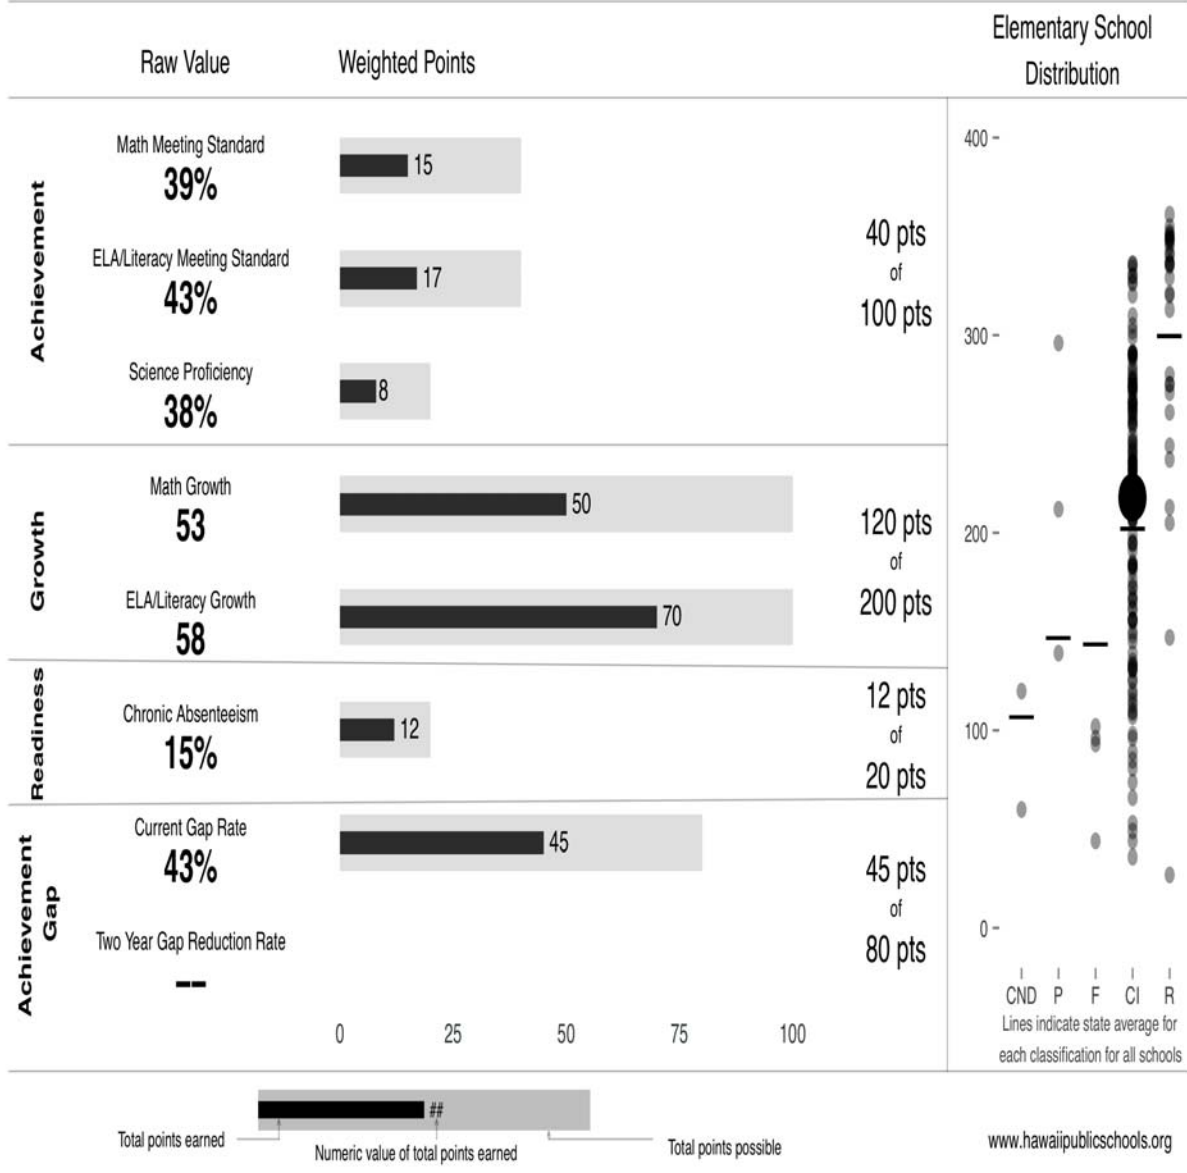 Raw Value
Weighted Points
Elementary School
Distribution
Achievement
Math Meeting Standard
39%
15
ELA/Literacy Meeting Standard
43%
17
Science Proficiency
38%
8
40 pts
of
100 pts
Growth
Math Growth
53
50
ELA/Literacy Growth
58
70
120 pts
of
200 pts
Readiness
Chronic Absenteeism
15%
12
12 pts
of
20 pts
Achievement
Gap
Current Gap Rate
43%
45
Two Year Gap Reduction Rate
--
45 pts
of
80 pts
0 25 50 75 100
400
300
200
100
0
CND P F CI R
Lines indicate state average for
each classification for all schools
##
Total points earned
Numeric value of total points earned
Total points possible
www.hawaiipublicschools.org